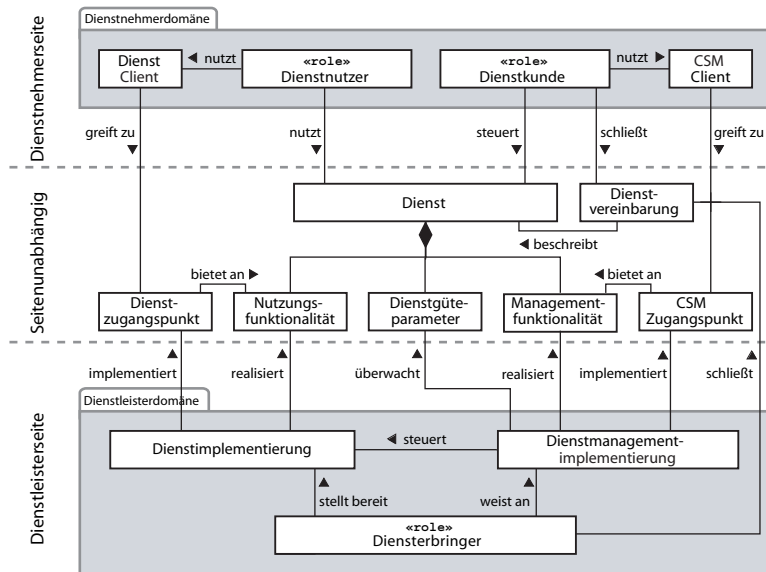 Dienstnehmerdomäne
Dienst
Client
nutzt
«role»
Dienstnutzer
«role»
Dienstkunde
nutzt
CSM
Client
Dienstnehmerseite
greift zu
nutzt
steuert
schließt
greift zu
Dienst
Dienst-
vereinbarung
beschreibt
Seitenunabhängig
bietet an
bietet an
Dienst-
zugangspunkt
Nutzungs-
funktionalität
Dienstgüte-
parameter
Management-
funktionalität
CSM
Zugangspunkt
implementiert
realisiert
überwacht
realisiert
implementiert
schließt
Dienstleisterdomäne
Dienstleisterseite
Dienstimplementierung
steuert
Dienstmanagement-
implementierung
stellt bereit
weist an
«role»
Diensterbringer